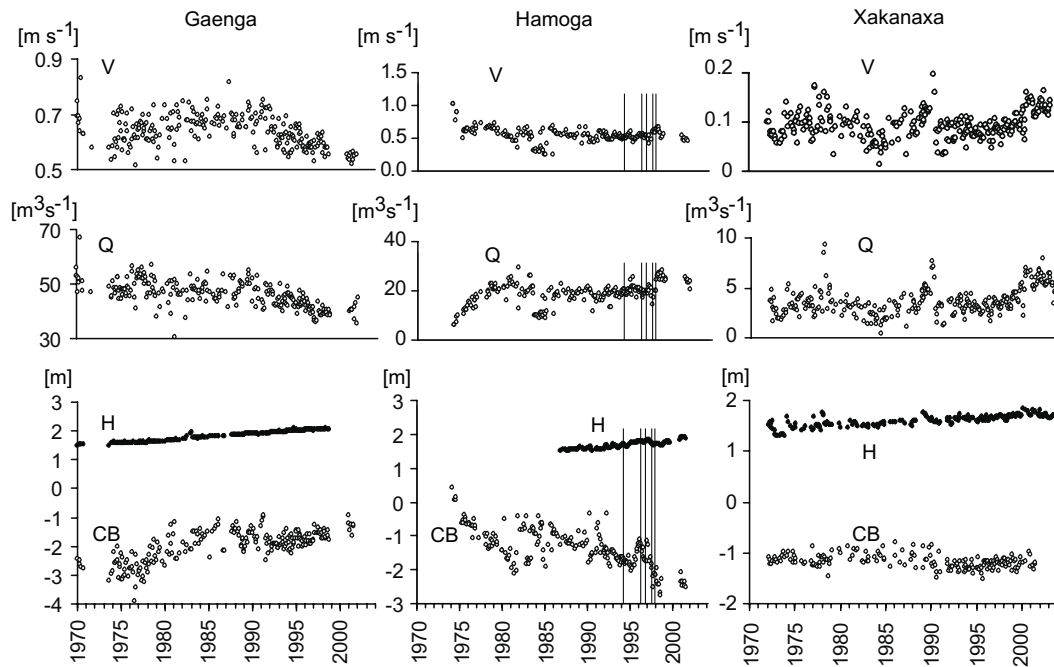 Gaenga Hamoga Xakanaxa
[m s-1] [m s-1] [m s-1]
0.9 1.5 0.2
V V V
1.0
0.7 0.1
0.5
0.5 0.0 0
[m3s-1] [m3s-1] [m3s-1]
70 40 10
Q Q Q
50 20 5
30 0 0
[m] [m] [m]
3 3 2
H H H
2 2 1
1 1 0
0 0 -1
-1 -1 -2
CB CB CB
-2 -2
-3 -3
-4
1970 1975 1980 1985 1990 1995 2000
1970 1975 1980 1985 1990 1995 2000
1970 1975 1980 1985 1990 1995 2000